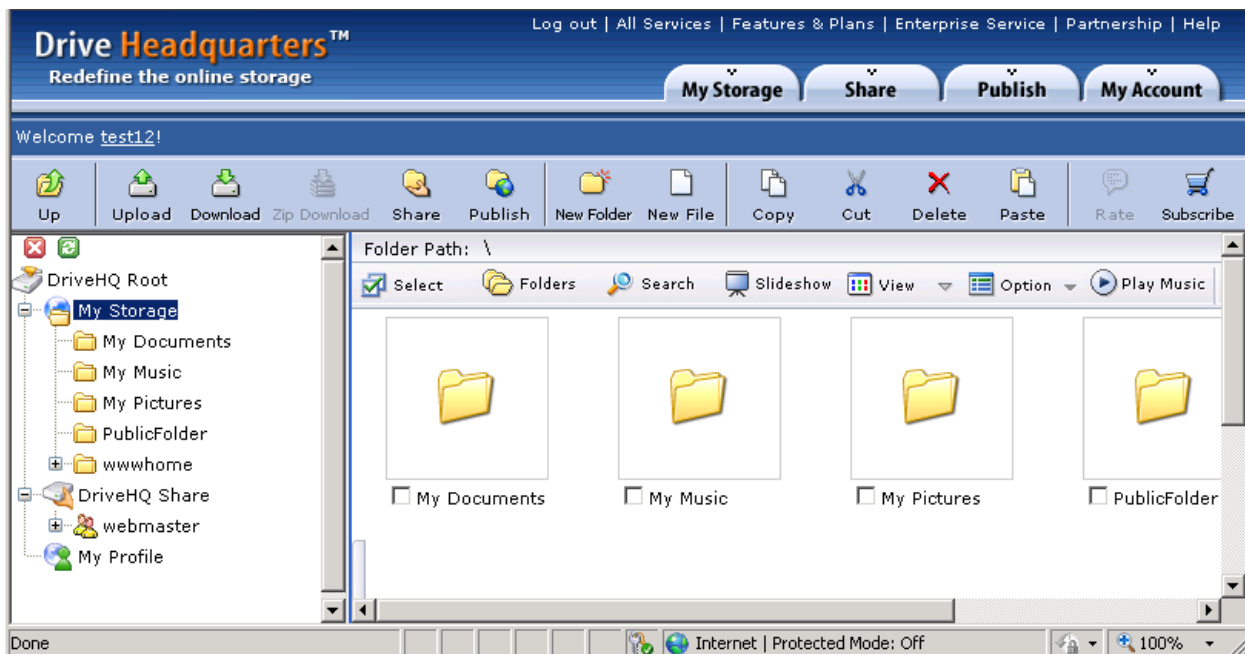 Log out | All Services | Features & Plans | Enterprise Service | Partnership | Help
Drive Headquarters™
Redefine the online storage
My Storage Share Publish My Account
Welcome test12!
Up Upload Download Zip Download Share Publish New Folder New File Copy Cut Delete Paste Rate Subscribe
Folder Path: \
DriveHQ Root
Select Folders Search Slideshow View Option Play Music
My Storage
My Documents
My Music
My Pictures
PublicFolder
wwwhome
DriveHQ Share
webmaster
My Profile
My Documents My Music My Pictures PublicFolder
Done Internet | Protected Mode: Off 100%